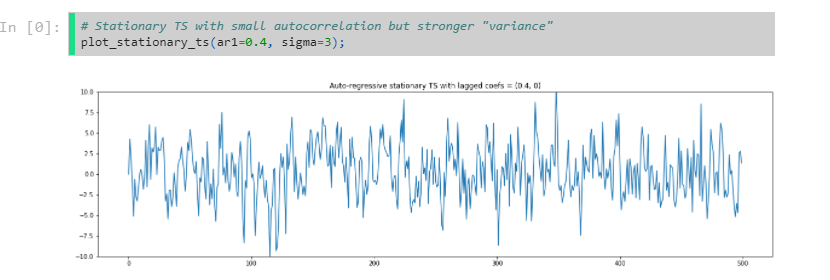 In [0]:
# Stationary TS with small autocorrelation but stronger "variance"
plot_stationary_ts(ar1=0.4, sigma=3);
Auto-regressive stationary TS with lagged coefs = (0.4, 0)
10.0
7.5
5.0
2.5
0.0
−2.5
−5.0
−7.5
−10.0
0 100 200 300 400 500